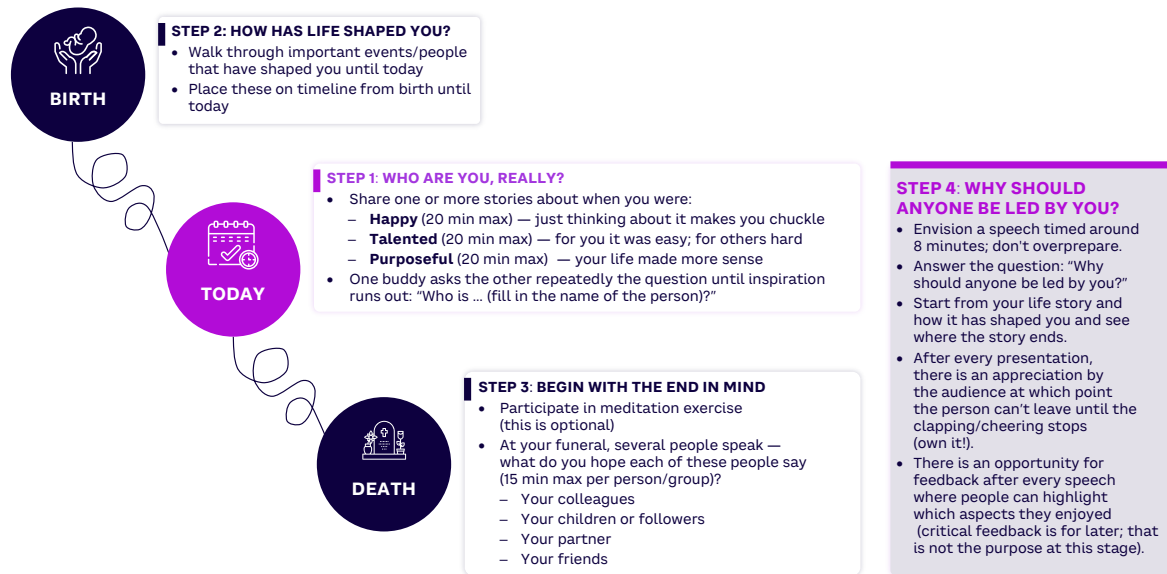 BIRTH
STEP 2: HOW HAS LIFE SHAPED YOU?
• Walk through important events/people
that have shaped you until today
• Place these on timeline from birth until
today
TODAY
STEP 1: WHO ARE YOU, REALLY?
• Share one or more stories about when you were:
– Happy (20 min max) — just thinking about it makes you chuckle
– Talented (20 min max) — for you it was easy; for others hard
– Purposeful (20 min max) — your life made more sense
• One buddy asks the other repeatedly the question until inspiration
runs out: “Who is ... (fill in the name of the person)?”
DEATH
STEP 3: BEGIN WITH THE END IN MIND
• Participate in meditation exercise
(this is optional)
• At your funeral, several people speak —
what do you hope each of these people say
(15 min max per person/group)?
– Your colleagues
– Your children or followers
– Your partner
– Your friends
STEP 4: WHY SHOULD
ANYONE BE LED BY YOU?
• Envision a speech timed around
8 minutes; don't overprepare.
• Answer the question: “Why
should anyone be led by you?”
• Start from your life story and
how it has shaped you and see
where the story ends.
• After every presentation,
there is an appreciation by
the audience at which point
the person can’t leave until the
clapping/cheering stops
(own it!).
• There is an opportunity for
feedback after every speech
where people can highlight
which aspects they enjoyed
(critical feedback is for later; that
is not the purpose at this stage).